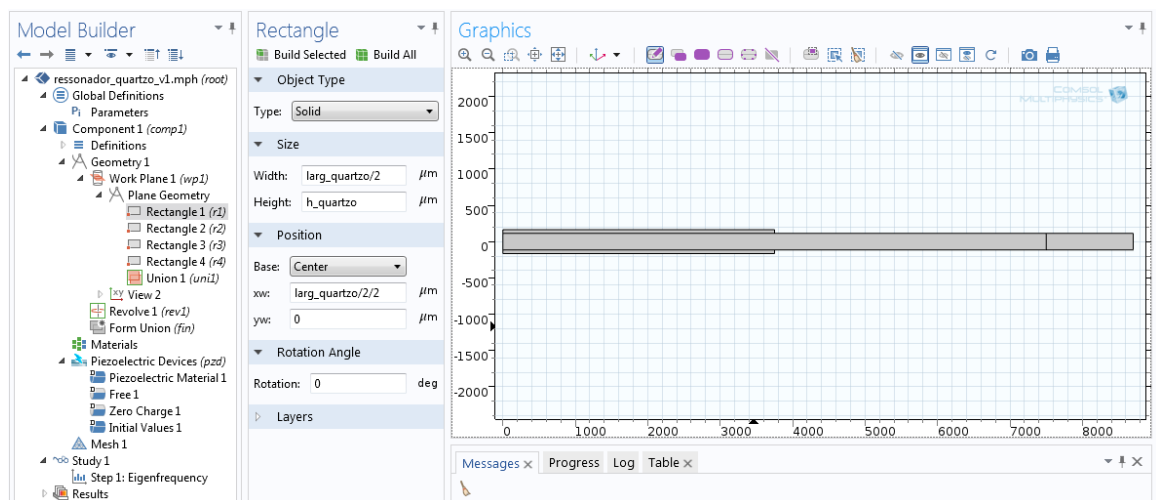 Model Builder
ressonador_quartzo_v1.mph (root)
Global Definitions
Pi Parameters
Component 1 (comp1)
Definitions
Geometry 1
Work Plane 1 (wp1)
Plane Geometry
Rectangle 1 (r1)
Rectangle 2 (r2)
Rectangle 3 (r3)
Rectangle 4 (r4)
Union 1 (uni1)
xy View 2
Revolve 1 (rev1)
Form Union (fin)
Materials
Piezoelectric Devices (pzd)
D Piezoelectric Material 1
D Free 1
D Zero Charge 1
D Initial Values 1
Mesh 1
Study 1
Step 1: Eigenfrequency
Results
Rectangle
Build Selected Build All
Object Type
Type: Solid
Size
Width: larg_quartzo/2 μm
Height: h_quartzo μm
Position
Base: Center
xw: larg_quartzo/2/2 μm
yw: 0 μm
Rotation Angle
Rotation: 0 deg
Layers
Graphics
COMSOL
MULTIPHYSICS
2000
1500
1000
500
0
-500
-1000
-1500
-2000
0 1000 2000 3000 4000 5000 6000 7000 8000
Messages Progress Log Table